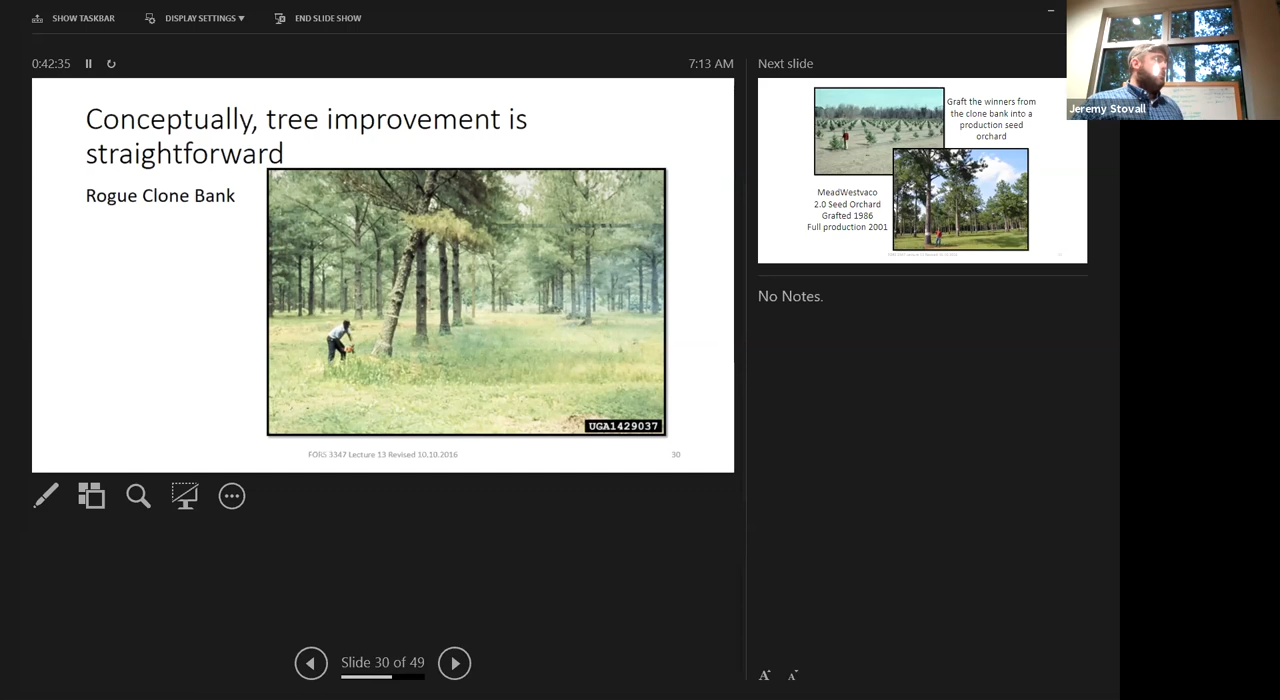 SHOW TASKBAR
DISPLAY SETTINGS ▼
END SLIDE SHOW
0:42:35
7:13 AM
Next slide
Conceptually, tree improvement is
straightforward
Rogue Clone Bank
UGA1429037
FORS 3347 Lecture 13 Revised 10.10.2016
30
Graft the winners from
the clone bank into a
production seed
orchard
MeadWestvaco
2.0 Seed Orchard
Grafted 1986
Full production 2001
Jeremy Stovall
No Notes.
Slide 30 of 49
A
A